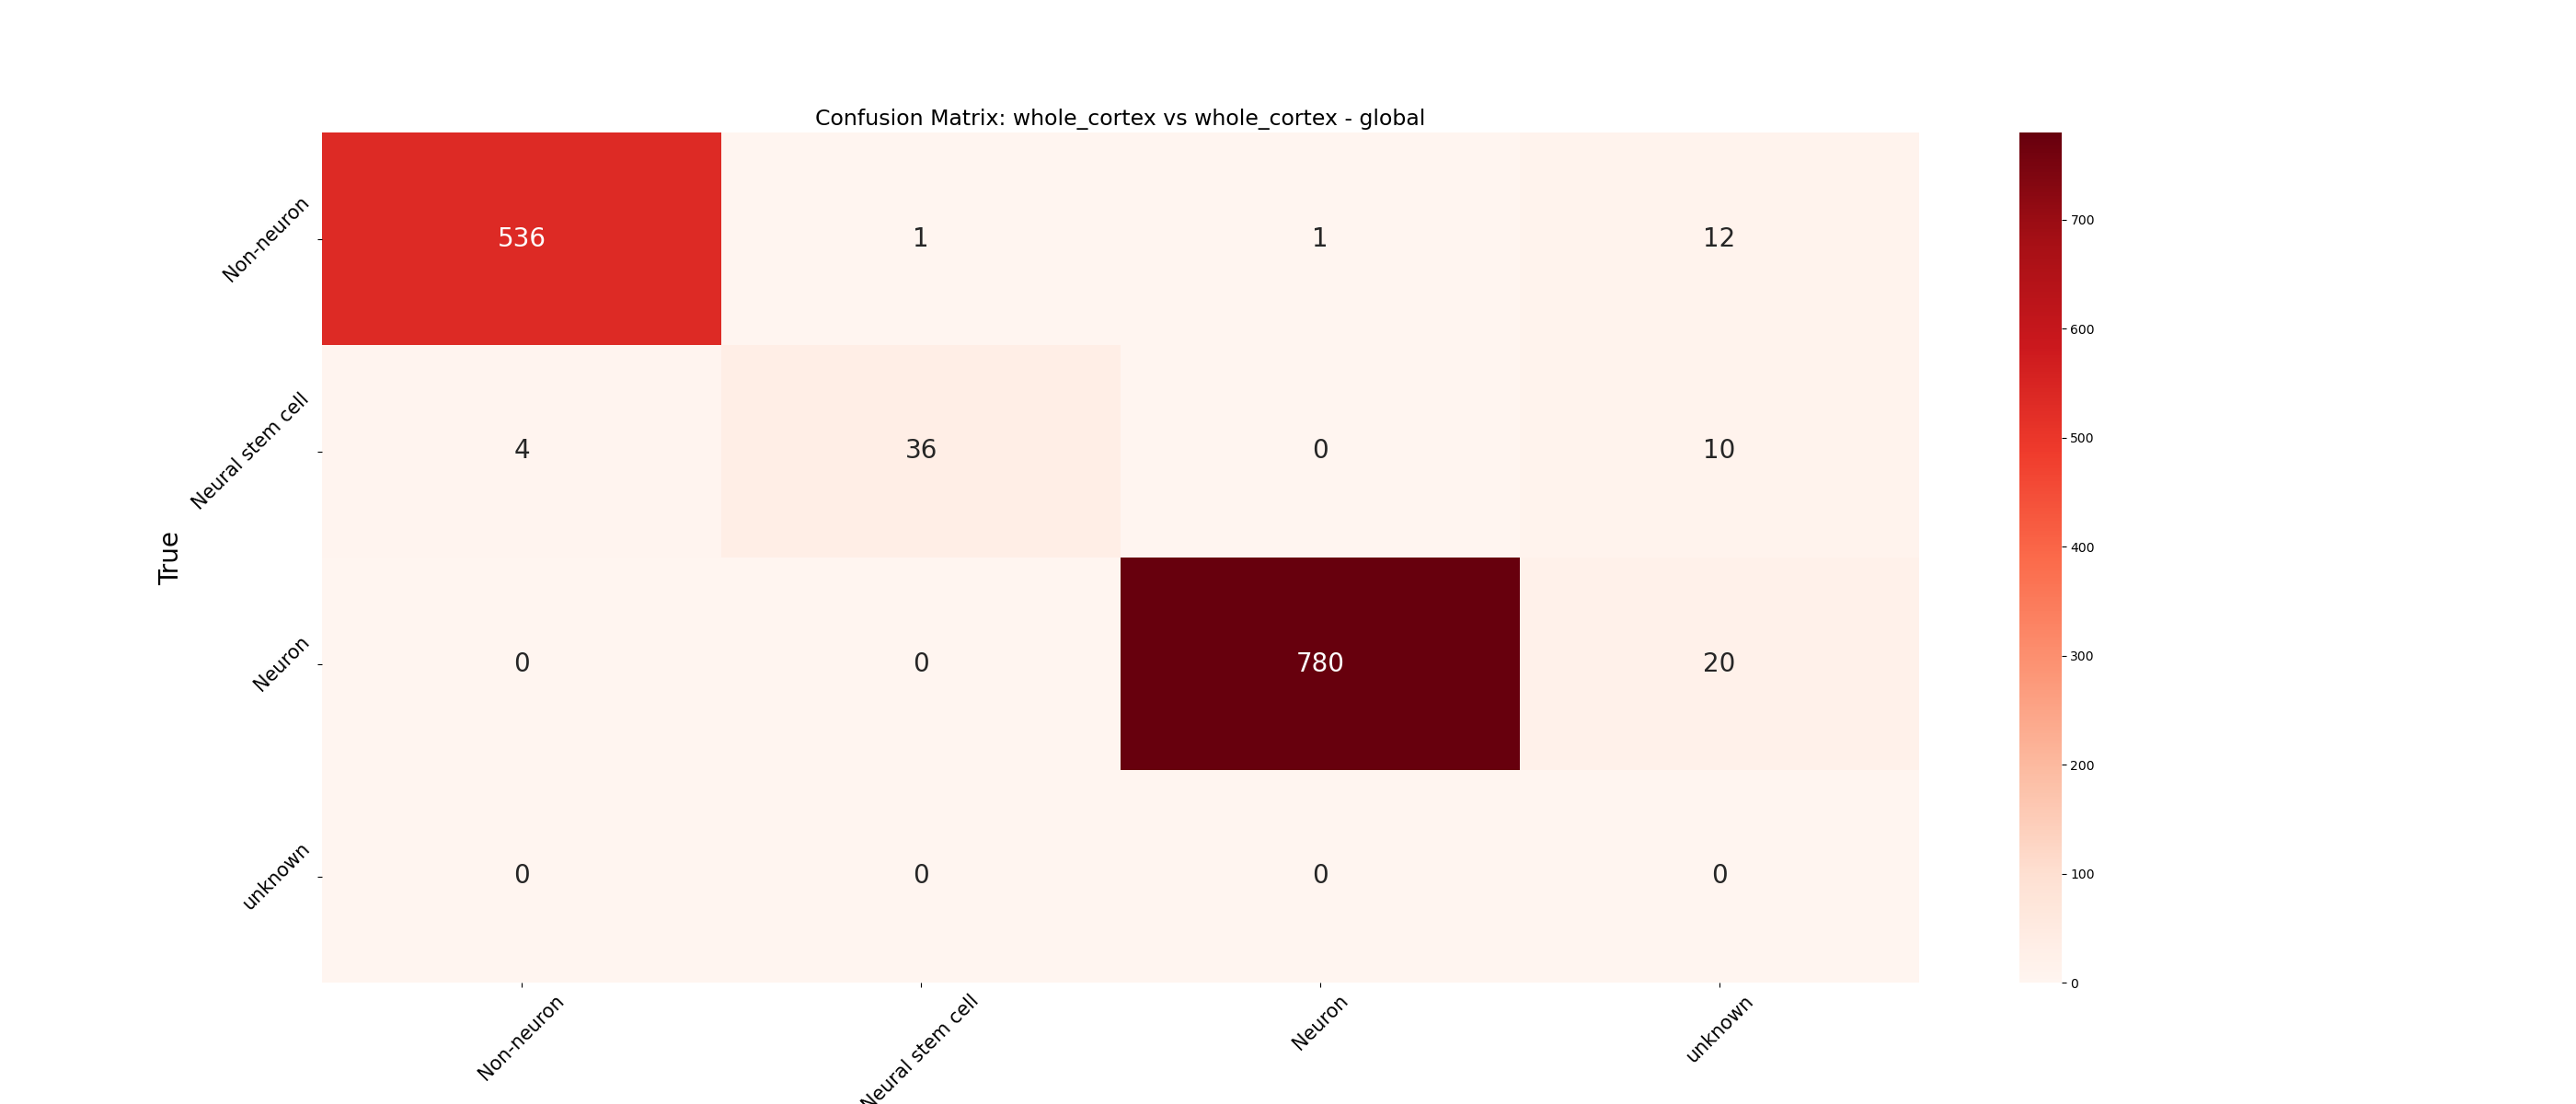 Confusion Matrix: whole_cortex vs whole_cortex - global
Non-neuron
536
1
1
12
Neural stem cell
4
36
0
10
Neuron
0
0
780
20
unknown
0
0
0
0
True
Non-neuron
Neural stem cell
Neuron
unknown
700
600
500
400
300
200
100
0